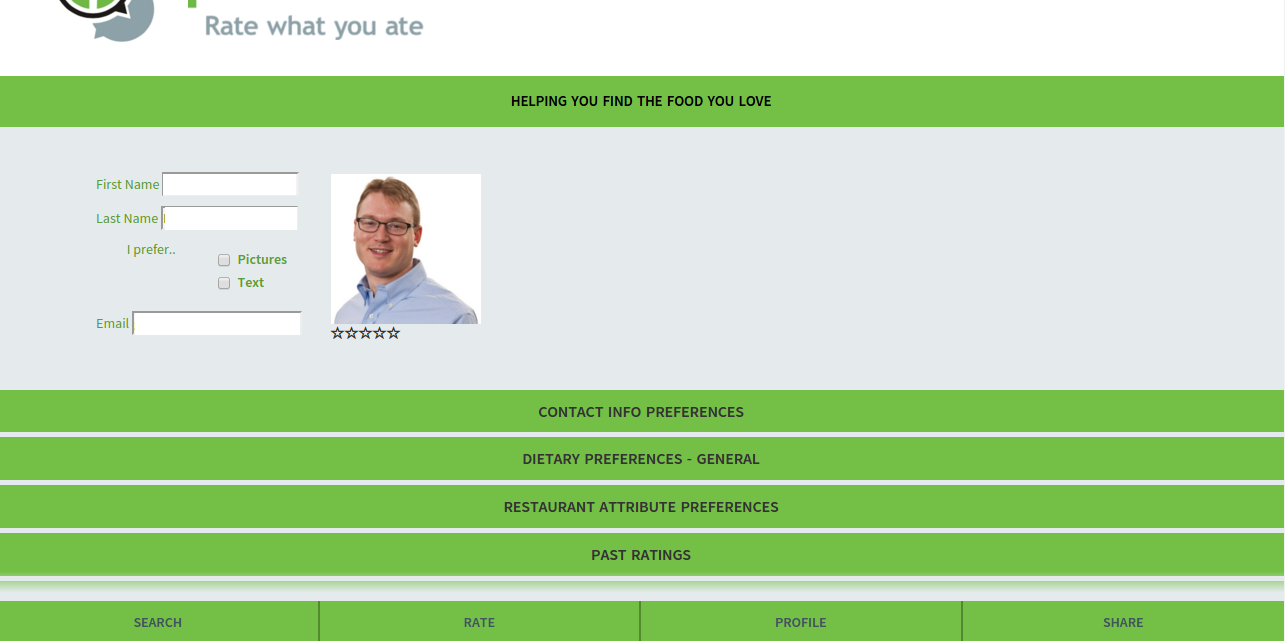 Rate what you ate
HELPING YOU FIND THE FOOD YOU LOVE
First Name
Last Name
I prefer..
Pictures
Text
Email
☆☆☆☆☆
CONTACT INFO PREFERENCES
DIETARY PREFERENCES - GENERAL
RESTAURANT ATTRIBUTE PREFERENCES
PAST RATINGS
SEARCH
RATE
PROFILE
SHARE